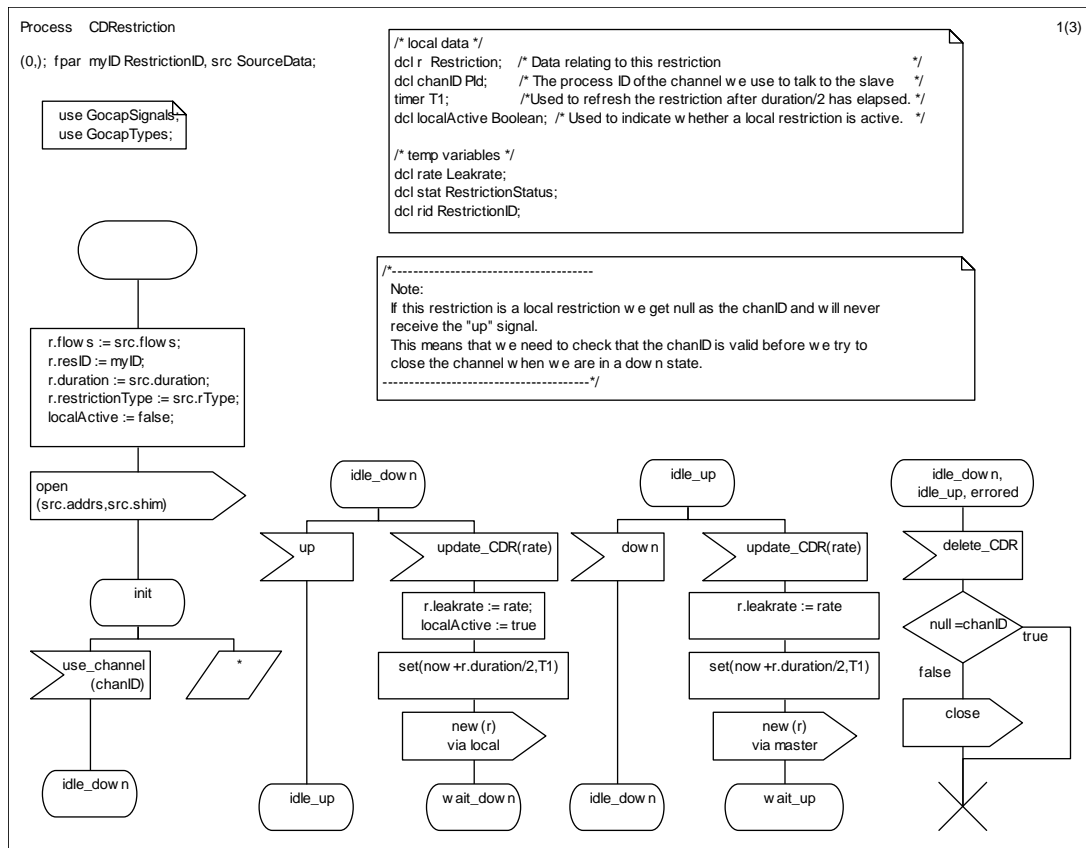 Process CDRestriction
1(3)
(0,); fpar myID RestrictionID, src SourceData;
use GocapSignals;
use GocapTypes;
/* local data */
dcl r Restriction; /* Data relating to this restriction */
dcl chanID PId; /* The process ID of the channel we use to talk to the slave */
timer T1; /*Used to refresh the restriction after duration/2 has elapsed. */
dcl localActive Boolean; /* Used to indicate whether a local restriction is active. */
/* temp variables */
dcl rate Leakrate;
dcl stat RestrictionStatus;
dcl rid RestrictionID;
/*-------------------------------------
Note:
If this restriction is a local restriction we get null as the chanID and will never
receive the "up" signal.
This means that we need to check that the chanID is valid before we try to
close the channel when we are in a down state.
---------------------------------------*/
r.flows := src.flows;
r.resID := myID;
r.duration := src.duration;
r.restrictionType := src.rType;
localActive := false;
open
(src.addrs,src.shim)
init
use_channel
(chanID)
*
idle_down
idle_down
up
update_CDR(rate)
r.leakrate := rate;
localActive := true
set(now+r.duration/2,T1)
new(r)
via local
idle_up
wait_down
idle_up
down
update_CDR(rate)
r.leakrate := rate
set(now+r.duration/2,T1)
new(r)
via master
idle_down
wait_up
idle_down,
idle_up, errored
delete_CDR
null=chanID
true
false
close